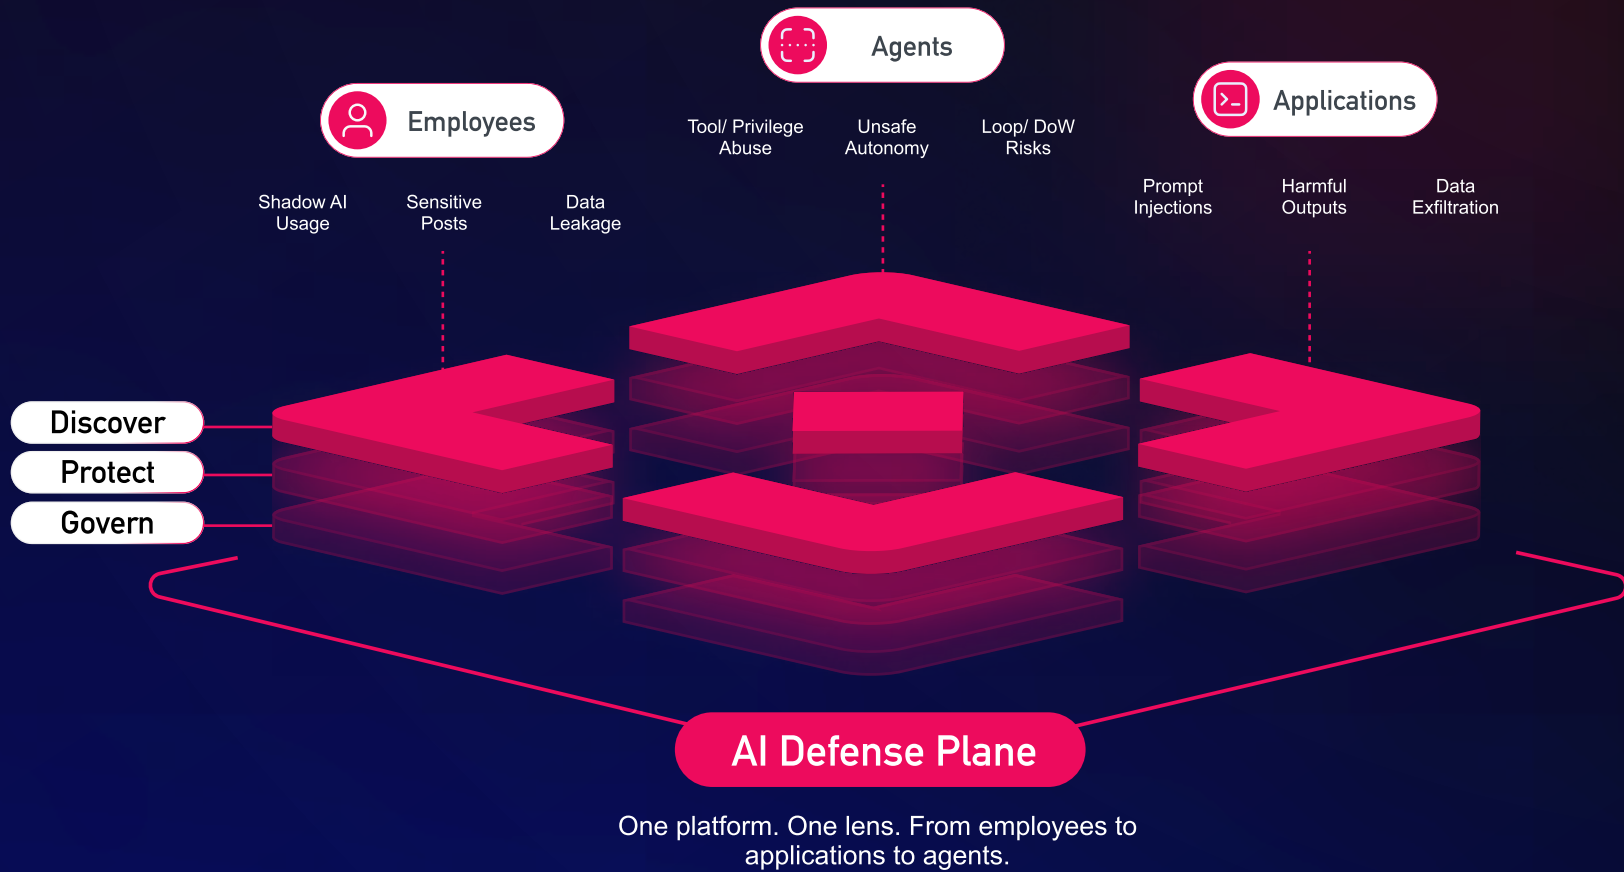 Agents
Tool/ Privilege
Abuse
Unsafe
Autonomy
Loop/ DoW
Risks
Employees
Shadow AI
Usage
Sensitive
Posts
Data
Leakage
Applications
Prompt
Injections
Harmful
Outputs
Data
Exfiltration
Discover
Protect
Govern
AI Defense Plane
One platform. One lens. From employees to
applications to agents.